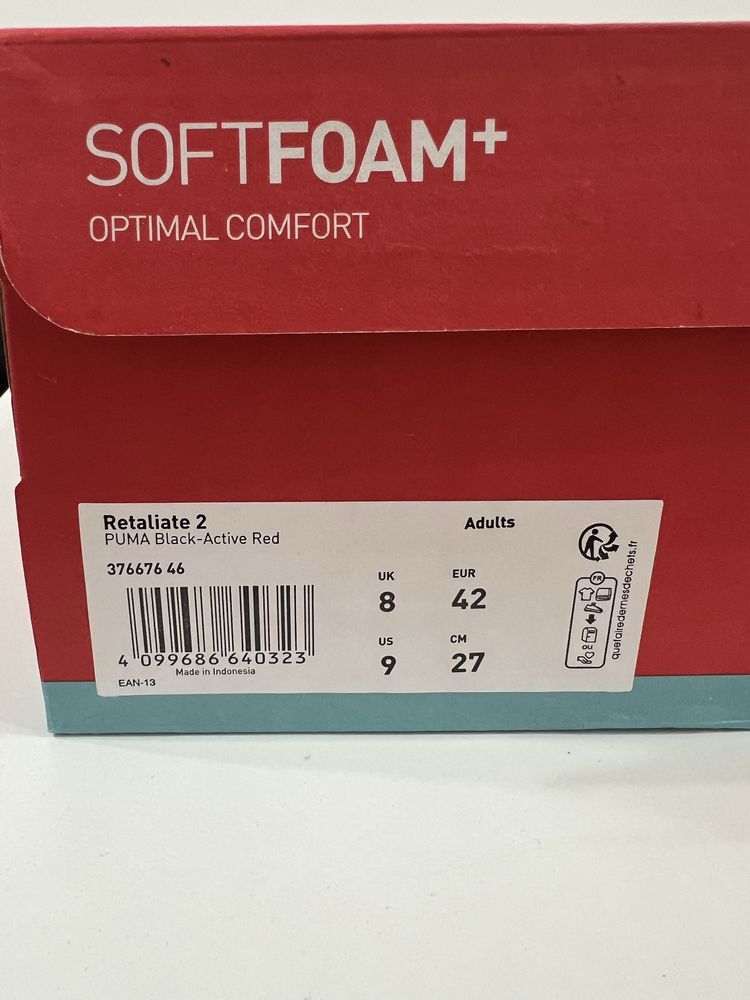 SOFTFOAM+
OPTIMAL COMFORT
Retaliate 2
Adults
PUMA Black-Active Red
376676 46
UK
8
EUR
42
US
9
CM
27
4 099686 640323
Made in Indonesia
EAN-13
FR
OU
quefairedemesdechets.fr